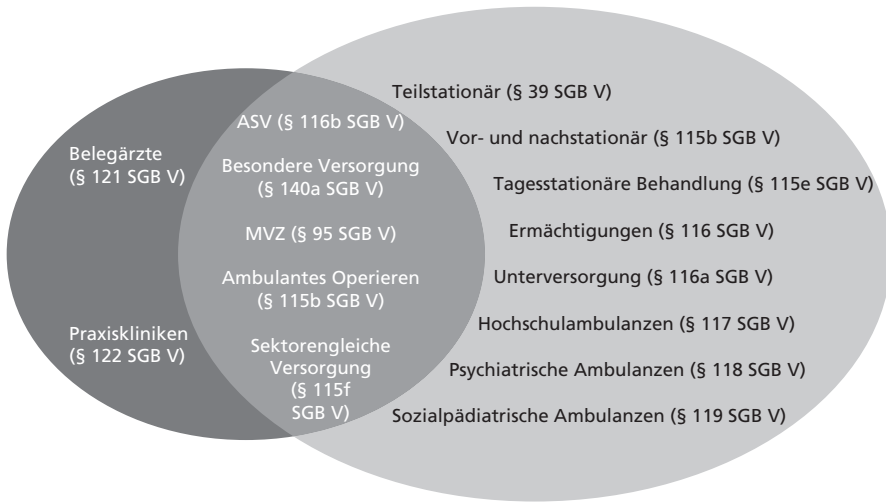 Belegärzte
(§ 121 SGB V)
Praxiskliniken
(§ 122 SGB V)
ASV (§ 116b SGB V)
Besondere Versorgung
(§ 140a SGB V)
MVZ (§ 95 SGB V)
Ambulantes Operieren
(§ 115b SGB V)
Sektorengleiche
Versorgung
(§ 115f
SGB V)
Teilstationär (§ 39 SGB V)
Vor- und nachstationär (§ 115b SGB V)
Tagesstationäre Behandlung (§ 115e SGB V)
Ermächtigungen (§ 116 SGB V)
Unterversorgung (§ 116a SGB V)
Hochschulambulanzen (§ 117 SGB V)
Psychiatrische Ambulanzen (§ 118 SGB V)
Sozialpädiatrische Ambulanzen (§ 119 SGB V)